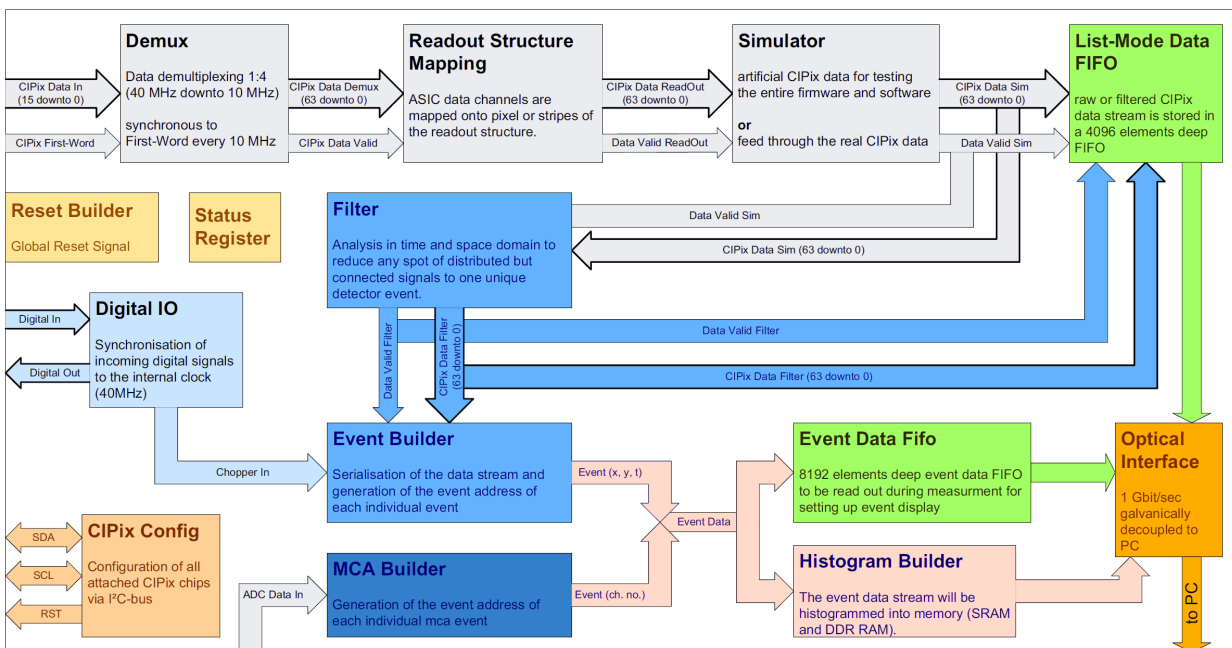 Demux
Data demultiplexing 1:4
(40 MHz downto 10 MHz)
synchronous to
First-Word every 10 MHz
Readout Structure
Mapping
ASIC data channels are
mapped onto pixel or stripes of
the readout structure.
Simulator
artificial CIPix data for testing
the entire firmware and software
or
feed through the real CIPix data
List-Mode Data
FIFO
raw or filtered CIPix
data stream is stored in
a 4096 elements deep
FIFO
CIPix Data In
(15 downto 0)
CIPix First-Word
CIPix Data Demux
(63 downto 0)
CIPix Data Valid
CIPix Data ReadOut
(63 downto 0)
Data Valid ReadOut
CIPix Data Sim
(63 downto 0)
Data Valid Sim
Reset Builder
Global Reset Signal
Status
Register
Filter
Analysis in time and space domain to
reduce any spot of distributed but
connected signals to one unique
detector event.
Data Valid Sim
CIPix Data Sim (63 downto 0)
Digital In
Digital Out
Digital IO
Synchronisation of
incoming digital signals
to the internal clock
(40MHz)
Data Valid Filter
CIPix Data Filter
(63 downto 0)
Data Valid Filter
CIPix Data Filter (63 downto 0)
Chopper In
Event Builder
Serialisation of the data stream and
generation of the event address of
each individual event
Event (x, y, t)
Event Data
Event Data Fifo
8192 elements deep event data FIFO
to be read out during measurment for
setting up event display
Optical
Interface
1 Gbit/sec
galvanically
decoupled to
PC
SDA
SCL
RST
CIPix Config
Configuration of all
attached CIPix chips
via I²C-bus
ADC Data In
MCA Builder
Generation of the event address of
each individual mca event
Event (ch. no.)
Histogram Builder
The event data stream will be
histogrammed into memory (SRAM
and DDR RAM).
to PC